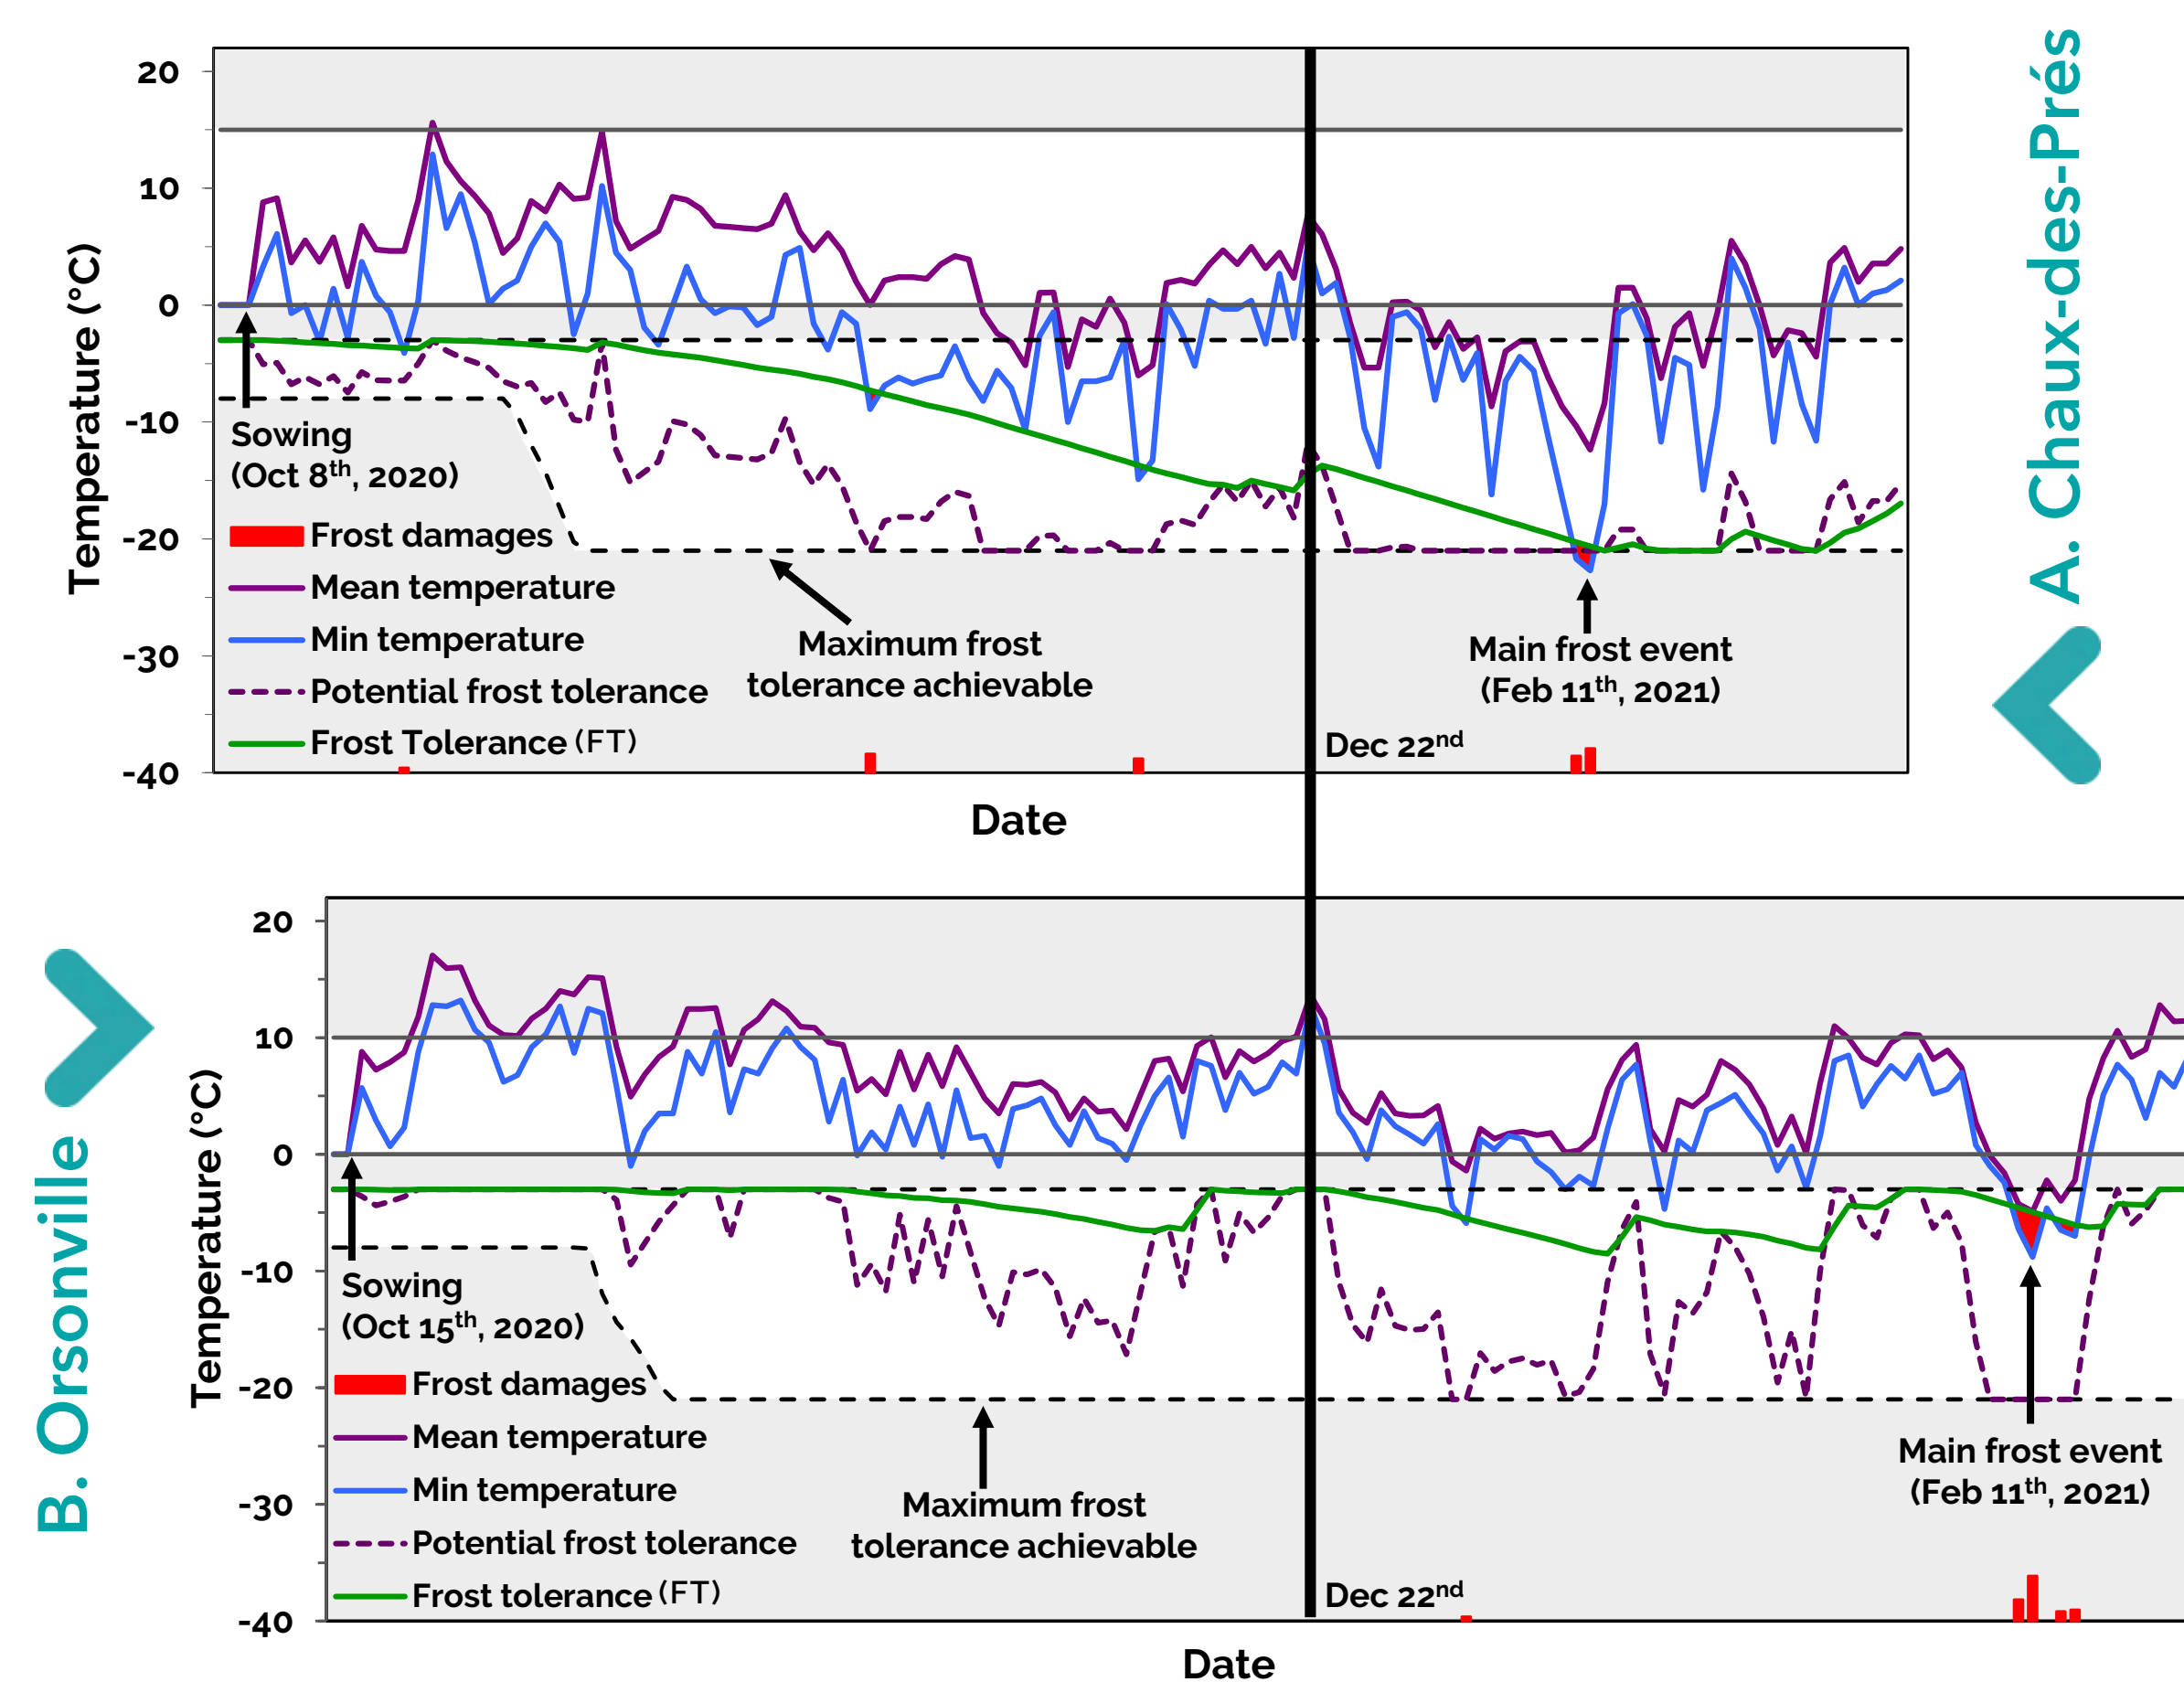 A. Chaux-des-Prés
Temperature (°C)
20
10
0
-10
-20
-30
-40
Sowing
(Oct 8th, 2020)
Frost damages
Mean temperature
Min temperature
Potential frost tolerance
Frost Tolerance (FT)
Maximum frost
tolerance achievable
Main frost event
(Feb 11th, 2021)
Dec 22nd
Date
B. Orsonville
Temperature (°C)
20
10
0
-10
-20
-30
-40
Sowing
(Oct 15th, 2020)
Frost damages
Mean temperature
Min temperature
Potential frost tolerance
Frost tolerance (FT)
Maximum frost
tolerance achievable
Main frost event
(Feb 11th, 2021)
Dec 22nd
Date